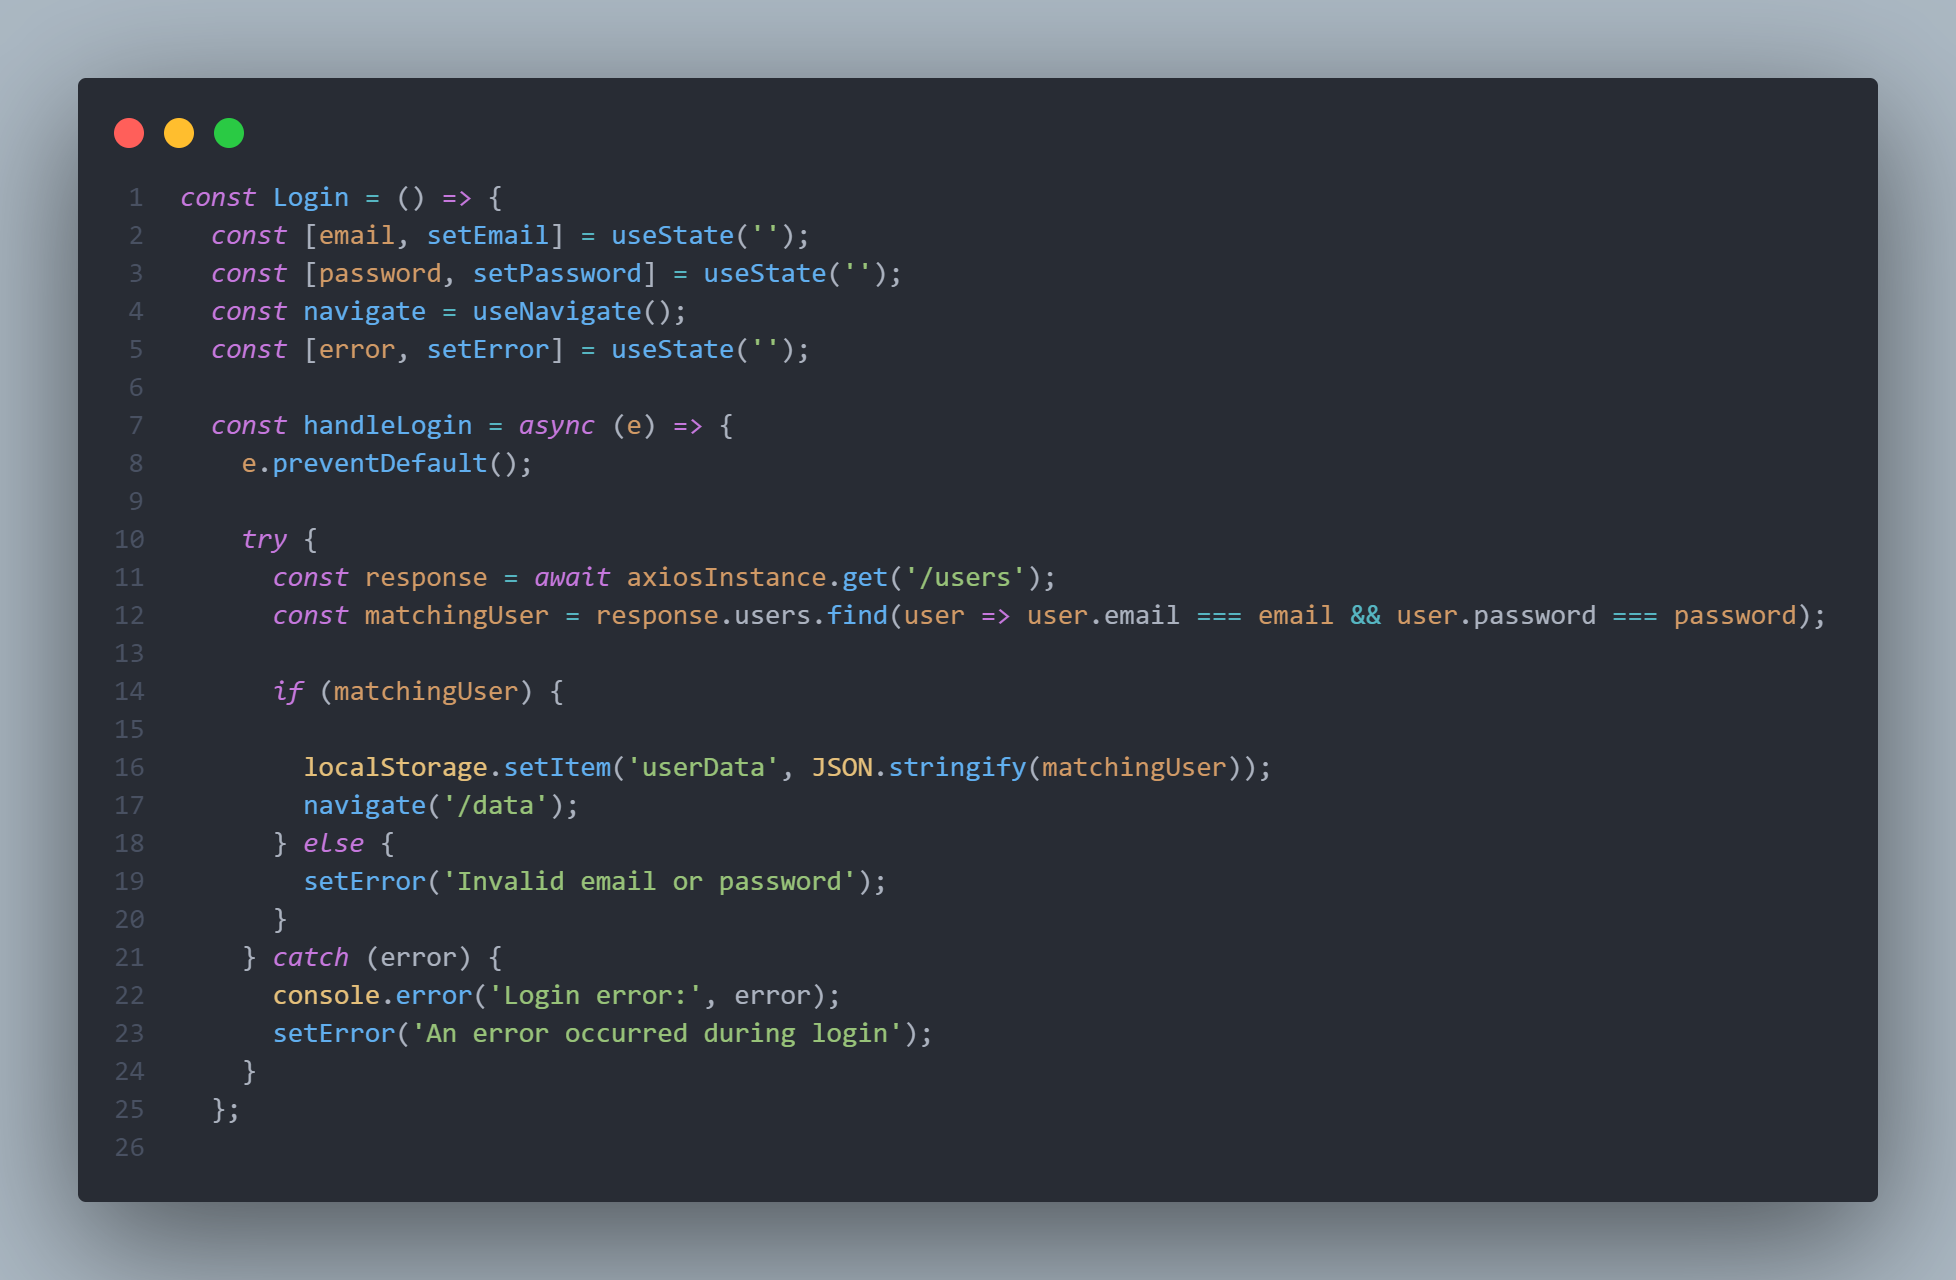 1 const Login = () => {
2   const [email, setEmail] = useState('');
3   const [password, setPassword] = useState('');
4   const navigate = useNavigate();
5   const [error, setError] = useState('');
6
7   const handleLogin = async (e) => {
8     e.preventDefault();
9
10     try {
11       const response = await axiosInstance.get('/users');
12       const matchingUser = response.users.find(user => user.email === email && user.password === password);
13
14       if (matchingUser) {
15
16         localStorage.setItem('userData', JSON.stringify(matchingUser));
17         navigate('/data');
18       } else {
19         setError('Invalid email or password');
20       }
21     } catch (error) {
22       console.error('Login error:', error);
23       setError('An error occurred during login');
24     }
25   };
26